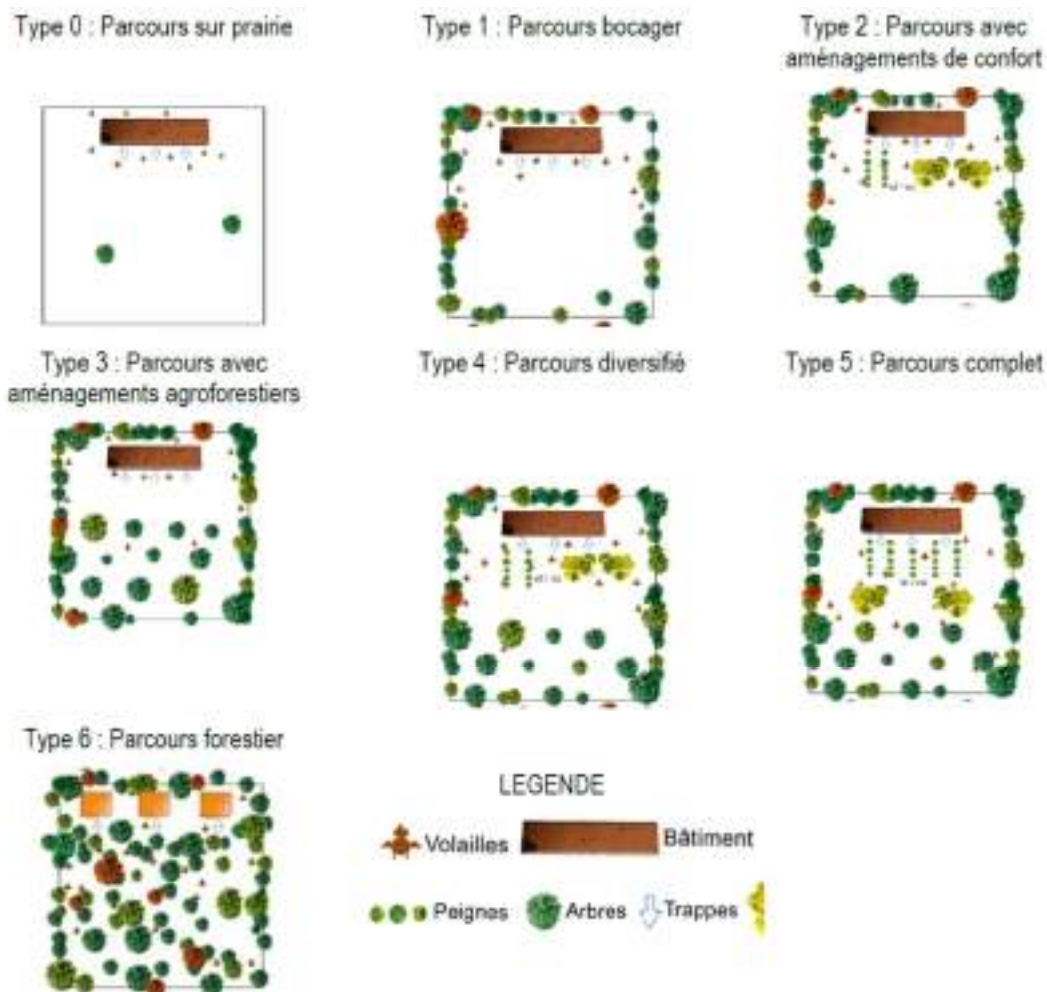 Type 0 : Parcours sur prairie
Type 1 : Parcours bocager
Type 2 : Parcours avec
aménagements de confort
Type 3 : Parcours avec
aménagements agroforestiers
Type 4 : Parcours diversifié
Type 5 : Parcours complet
Type 6 : Parcours forestier
LEGENDE
Volailles
Bâtiment
Peignes
Arbres
Trappes